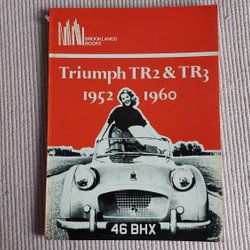 BROOKLANDS
BOOKS
Triumph TR2 & TR3
1952 1960
46 BHX